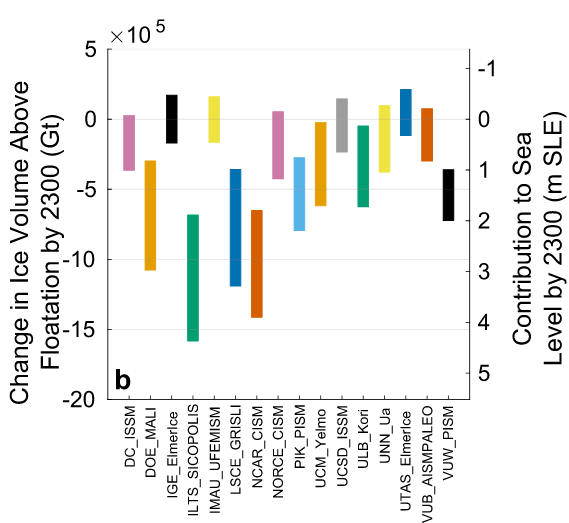 ×10 5
Change in Ice Volume Above
Floatation by 2300 (Gt)
5
0
-5
-10
-15
-20
-1
-0
1
2
3
4
5
Contribution to Sea
Level by 2300 (m SLE)
b
DC_ISSM
DOE_MALI
IGE_ElmerIce
ILTS_SICOPOLIS
IMAU_UFEMISM
LSCE_GRISLI
NCAR_CISM
NORCE_CISM
PIK_PISM
UCM_Yelmo
UCSD_ISSM
ULB_Kori
UNN_Ua
UTAS_ElmerIce
VUB_AISMPALEO
VUW_PISM